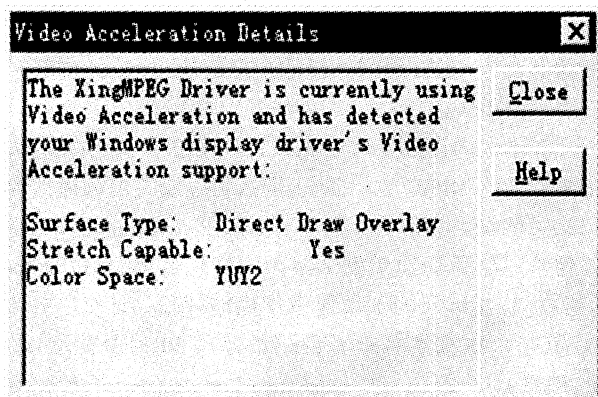 Video Acceleration Details
The XingMPEG Driver is currently using
Video Acceleration and has detected
your Windows display driver's Video
Acceleration support:
Surface Type: Direct Draw Overlay
Stretch Capable: Yes
Color Space: YUY2
Close
Help